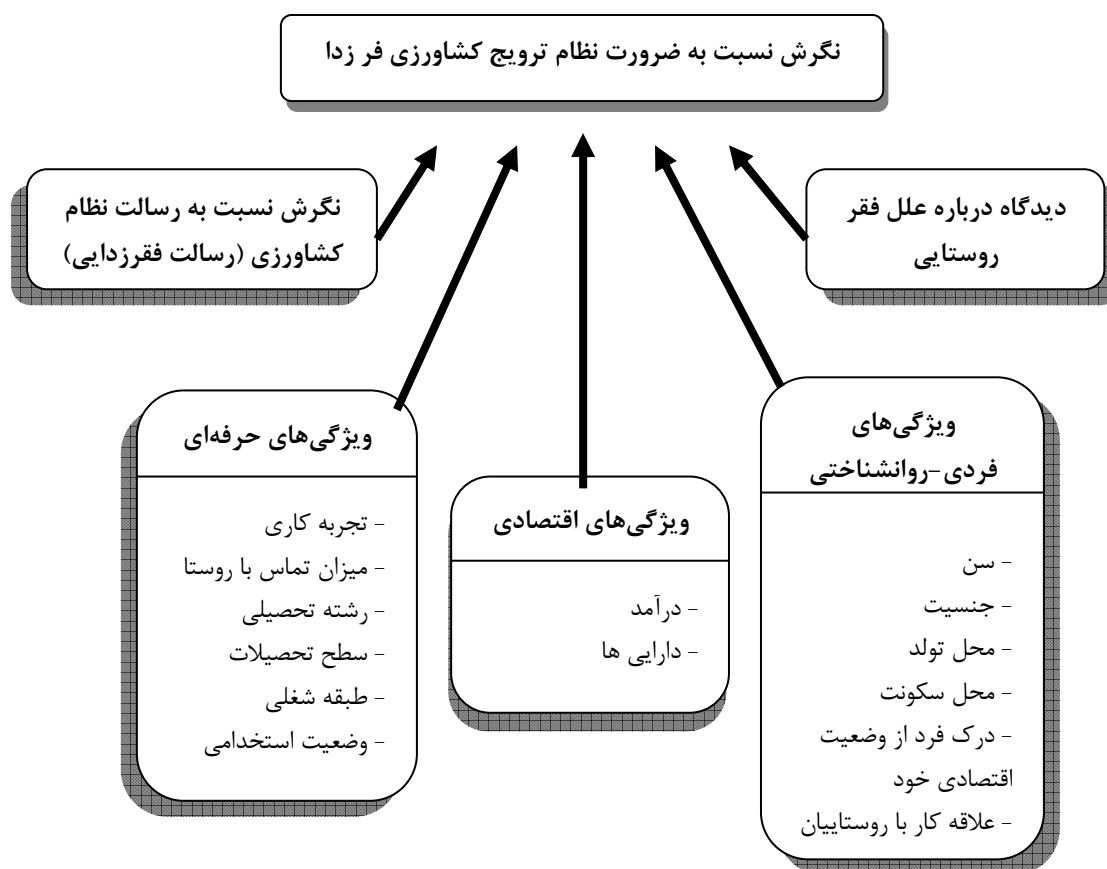 نگرش نسبت به ضرورت نظام ترویج کشاورزی فر زدا
دیدگاه درباره علل فقر
روستایی
نگرش نسبت به رسالت نظام
کشاورزی (رسالت فقرزدایی)
ویژگی‌های
فردی-روانشناختی
- سن
- جنسیت
- محل تولد
- محل سکونت
- درک فرد از وضعیت
اقتصادی خود
- علاقه کار با روستاییان
ویژگی‌های اقتصادی
- درآمد
- دارایی ها
ویژگی‌های حرفه‌ای
- تجربه کاری
- میزان تماس با روستا
- رشته تحصیلی
- سطح تحصیلات
- طبقه شغلی
- وضعیت استخدامی